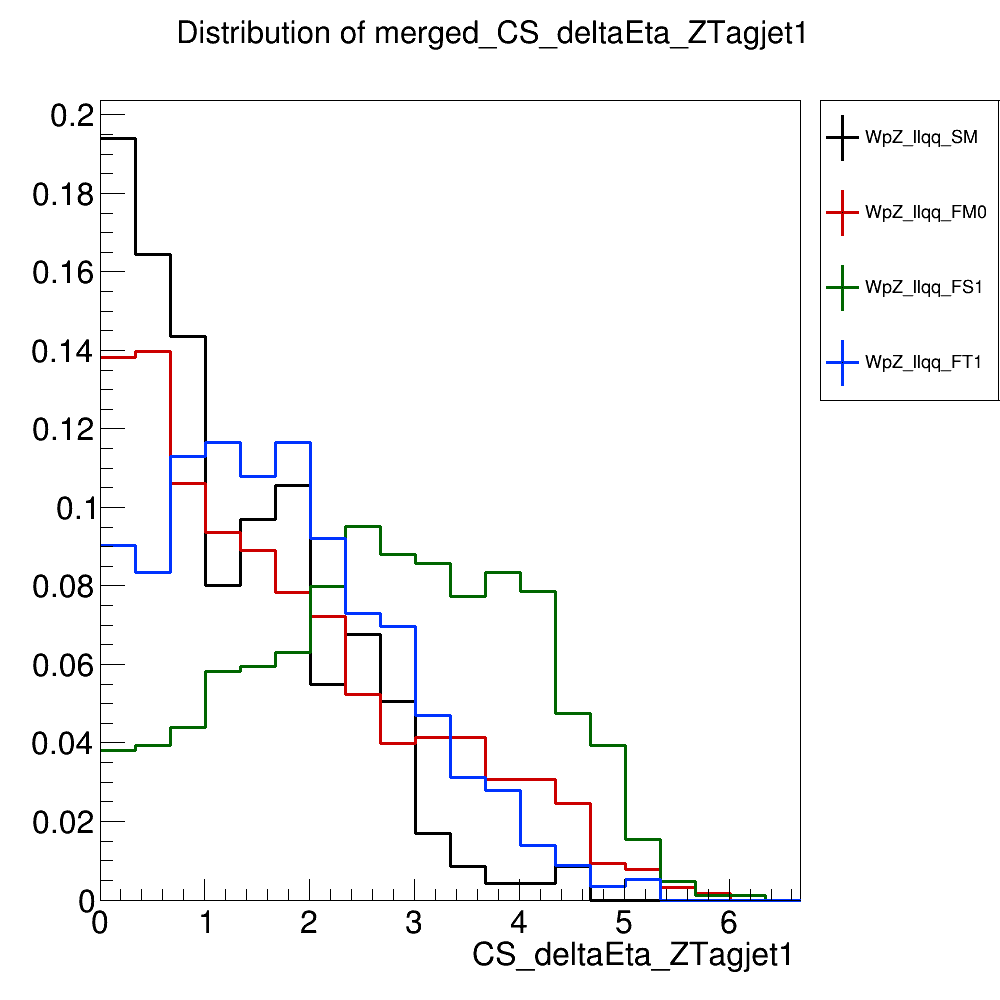 Distribution of merged_CS_deltaEta_ZTagjet1
0.2
0.18
0.16
0.14
0.12
0.1
0.08
0.06
0.04
0.02
0
0 1 2 3 4 5 6
CS_deltaEta_ZTagjet1
WpZ_llqq_SM
WpZ_llqq_FM0
WpZ_llqq_FS1
WpZ_llqq_FT1